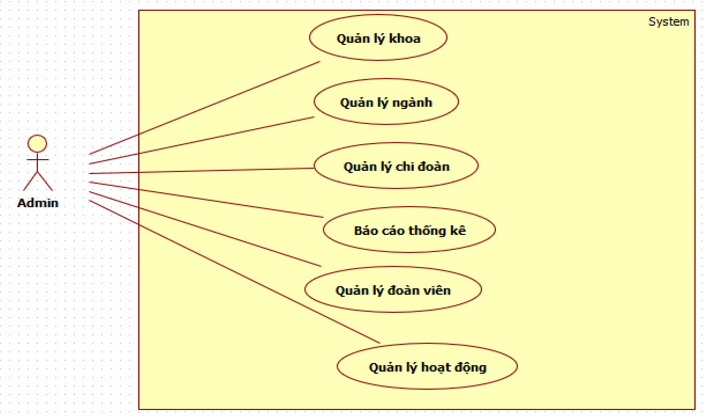 System
Quản lý khoa
Quản lý ngành
Quản lý chi đoàn
Admin
Báo cáo thống kê
Quản lý đoàn viên
Quản lý hoạt động